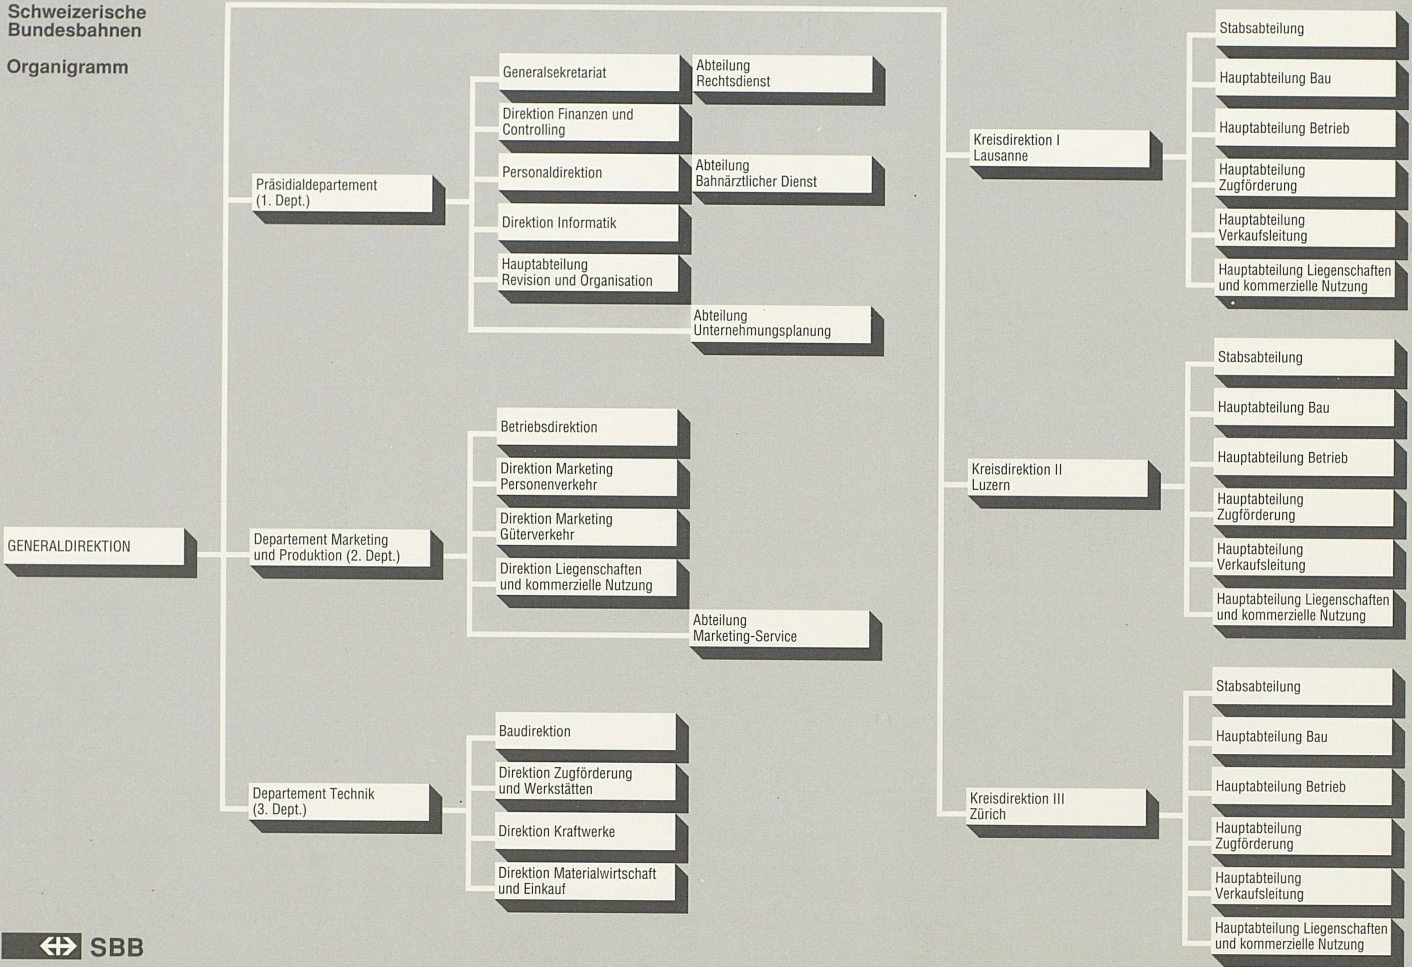 Schweizerische
Bundesbahnen
Organigramm
GENERALDIREKTION
Präsidialdepartement
(1. Dept.)
Generalsekretariat
Abteilung
Rechtsdienst
Direktion Finanzen und
Controlling
Personaldirektion
Abteilung
Bahnärztlicher Dienst
Direktion Informatik
Hauptabteilung
Revision und Organisation
Abteilung
Unternehmungsplanung
Departement Marketing
und Produktion (2. Dept.)
Betriebsdirektion
Direktion Marketing
Personenverkehr
Direktion Marketing
Güterverkehr
Direktion Liegenschaften
und kommerzielle Nutzung
Abteilung
Marketing-Service
Departement Technik
(3. Dept.)
Baudirektion
Direktion Zugförderung
und Werkstätten
Direktion Kraftwerke
Direktion Materialwirtschaft
und Einkauf
Kreisdirektion I
Lausanne
Stabsabteilung
Hauptabteilung Bau
Hauptabteilung Betrieb
Hauptabteilung
Zugförderung
Hauptabteilung
Verkaufsleitung
Hauptabteilung Liegenschaften
und kommerzielle Nutzung
Kreisdirektion II
Luzern
Stabsabteilung
Hauptabteilung Bau
Hauptabteilung Betrieb
Hauptabteilung
Zugförderung
Hauptabteilung
Verkaufsleitung
Hauptabteilung Liegenschaften
und kommerzielle Nutzung
Kreisdirektion III
Zürich
Stabsabteilung
Hauptabteilung Bau
Hauptabteilung Betrieb
Hauptabteilung
Zugförderung
Hauptabteilung
Verkaufsleitung
Hauptabteilung Liegenschaften
und kommerzielle Nutzung
SBB